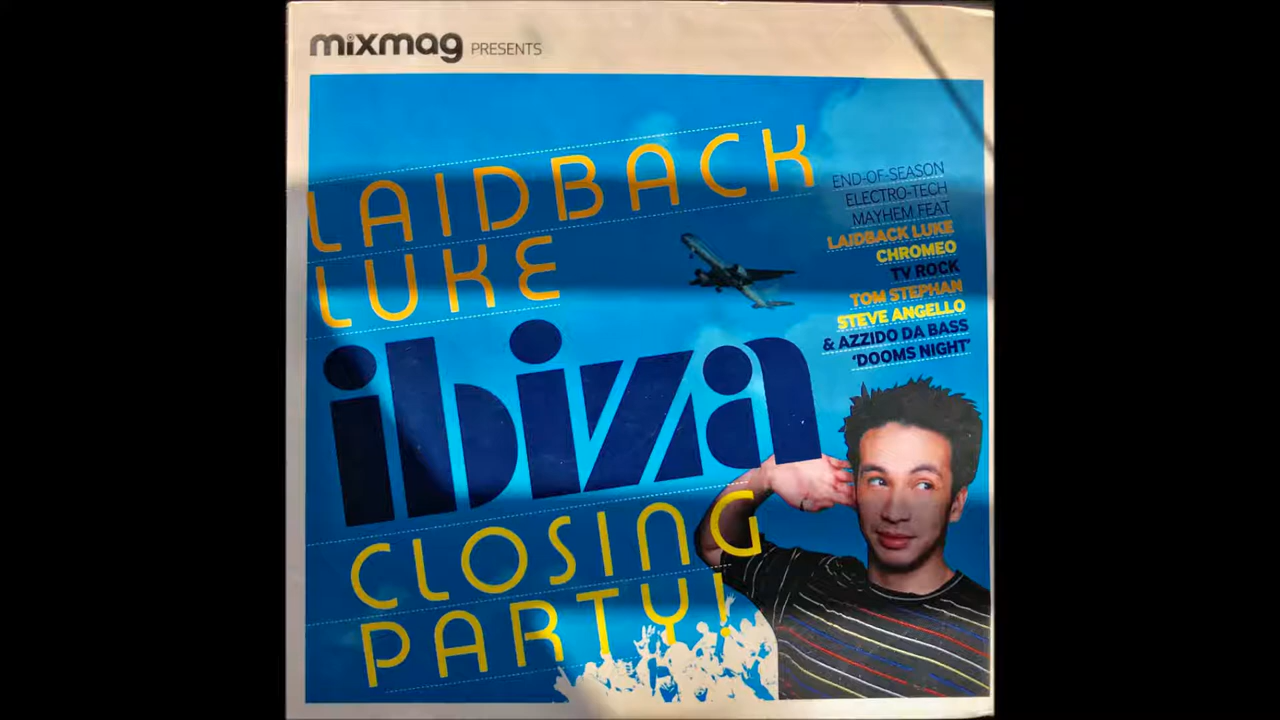 mixmag PRESENTS
LAIDBACK
LUKE
ibiza
CLOSING
PARTY!
END-OF-SEASON
ELECTRO-TECH
MAYHEM FEAT
LAIDBACK LUKE
CHROMEO
TV ROCK
TOM STEPHAN
STEVE ANGELLO
& AZZIDO DA BASS
'DOOMS NIGHT'